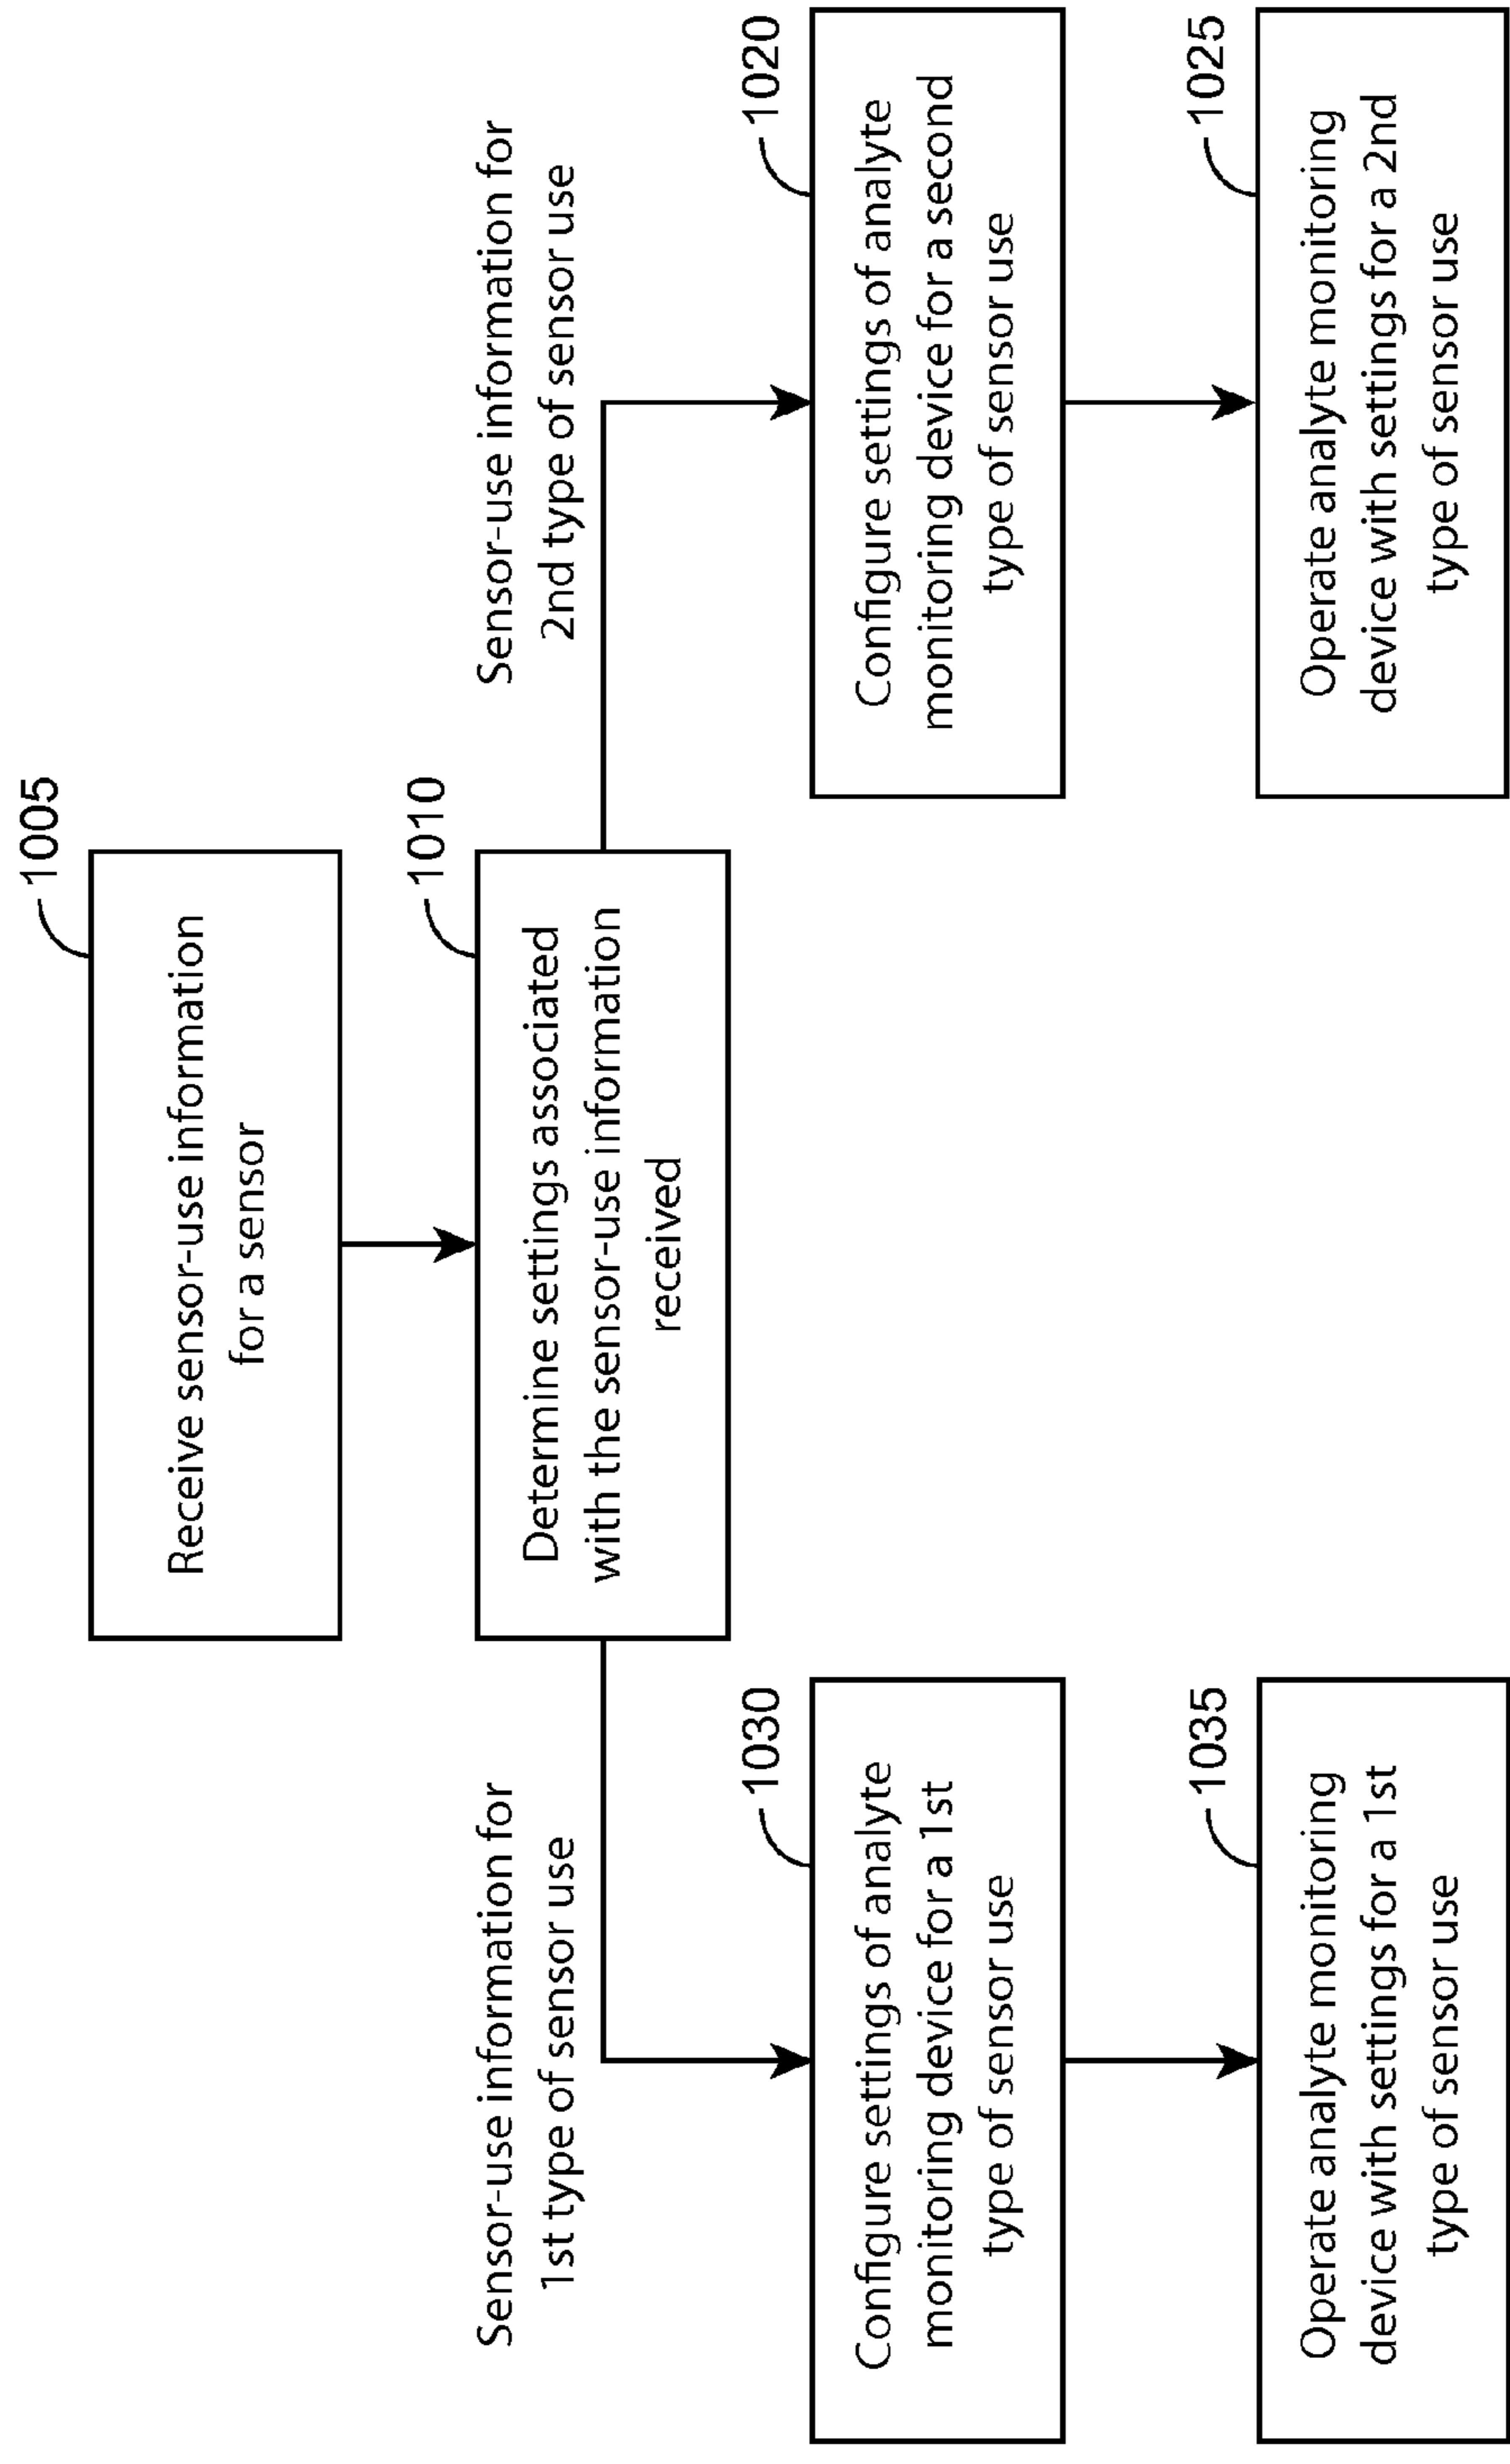 1005
Receive sensor-use information
for a sensor
1010
Determine settings associated
with the sensor-use information
received
Sensor-use information for
1st type of sensor use
Sensor-use information for
2nd type of sensor use
1030
Configure settings of analyte
monitoring device for a 1st
type of sensor use
1020
Configure settings of analyte
monitoring device for a second
type of sensor use
1035
Operate analyte monitoring
device with settings for a 1st
type of sensor use
1025
Operate analyte monitoring
device with settings for a 2nd
type of sensor use